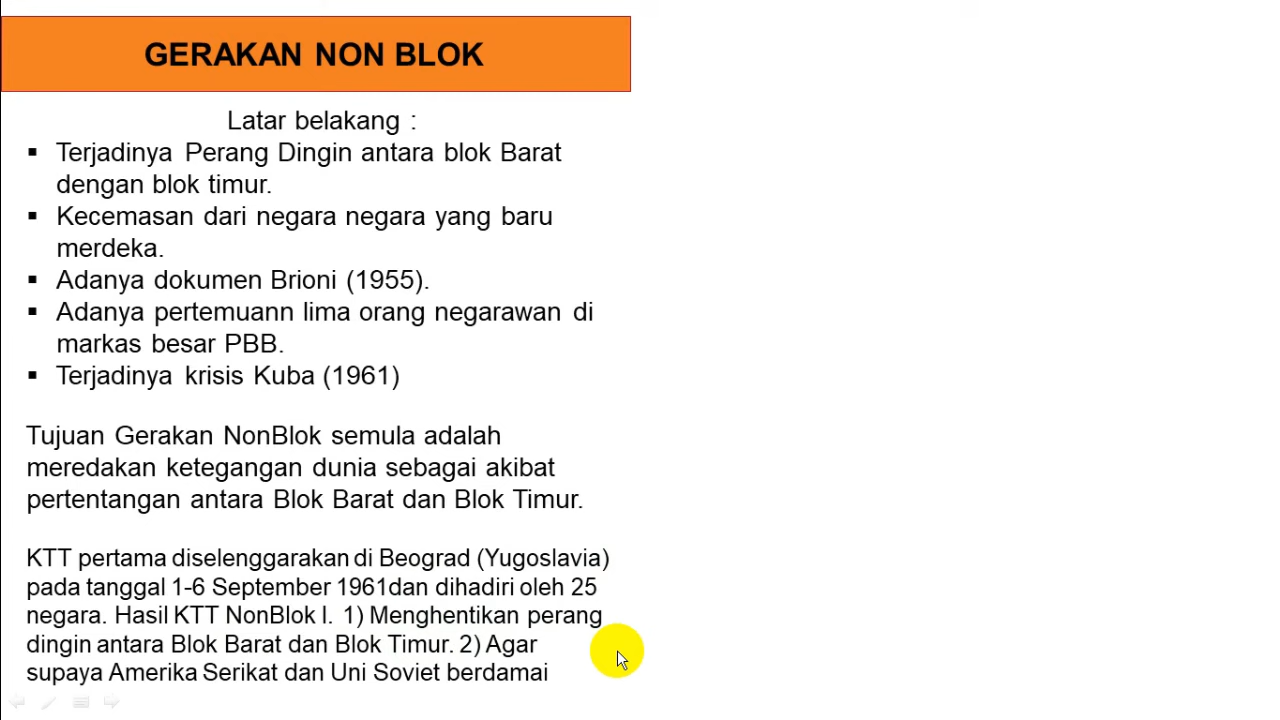 GERAKAN NON BLOK
Latar belakang :
▪ Terjadinya Perang Dingin antara blok Barat
dengan blok timur.
▪ Kecemasan dari negara negara yang baru
merdeka.
▪ Adanya dokumen Brioni (1955).
▪ Adanya pertemuann lima orang negarawan di
markas besar PBB.
▪ Terjadinya krisis Kuba (1961)
Tujuan Gerakan NonBlok semula adalah
meredakan ketegangan dunia sebagai akibat
pertentangan antara Blok Barat dan Blok Timur.
KTT pertama diselenggarakan di Beograd (Yugoslavia)
pada tanggal 1-6 September 1961dan dihadiri oleh 25
negara. Hasil KTT NonBlok I. 1) Menghentikan perang
dingin antara Blok Barat dan Blok Timur. 2) Agar
supaya Amerika Serikat dan Uni Soviet berdamai